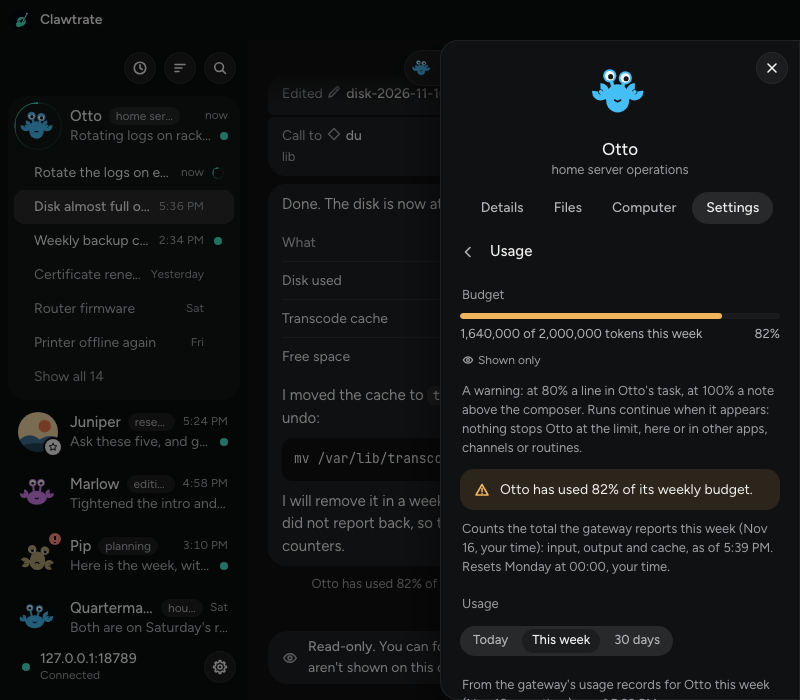 Clawtrate
Otto
home ser...
now
Rotating logs on rack...
Rotate the logs on e...
now
Disk almost full o...
5:36 PM
Weekly backup c...
2:34 PM
Certificate rene...
Yesterday
Router firmware
Sat
Printer offline again
Fri
Show all 14
Juniper
rese...
5:24 PM
Ask these five, and g...
Marlow
editi...
4:58 PM
Tightened the intro and...
Pip
planning
3:10 PM
Here is the week, wit...
Quarterma...
hou...
Sat
Both are on Saturday's r...
127.0.0.1:18789
Connected
Edited
disk-2026-11-1
Call to
du
lib
Done. The disk is now at
What
Disk used
Transcode cache
Free space
I moved the cache to
undo:
mv /var/lib/transco
I will remove it in a week
did not report back, so t
counters.
Otto has used 82% of
Read-only. You can fo
aren't shown on this c
Otto
home server operations
Details
Files
Computer
Settings
Usage
Budget
1,640,000 of 2,000,000 tokens this week
82%
Shown only
A warning: at 80% a line in Otto's task, at 100% a note
above the composer. Runs continue when it appears:
nothing stops Otto at the limit, here or in other apps,
channels or routines.
Otto has used 82% of its weekly budget.
Counts the total the gateway reports this week (Nov
16, your time): input, output and cache, as of 5:39 PM.
Resets Monday at 00:00, your time.
Usage
Today
This week
30 days
From the gateway's usage records for Otto this week